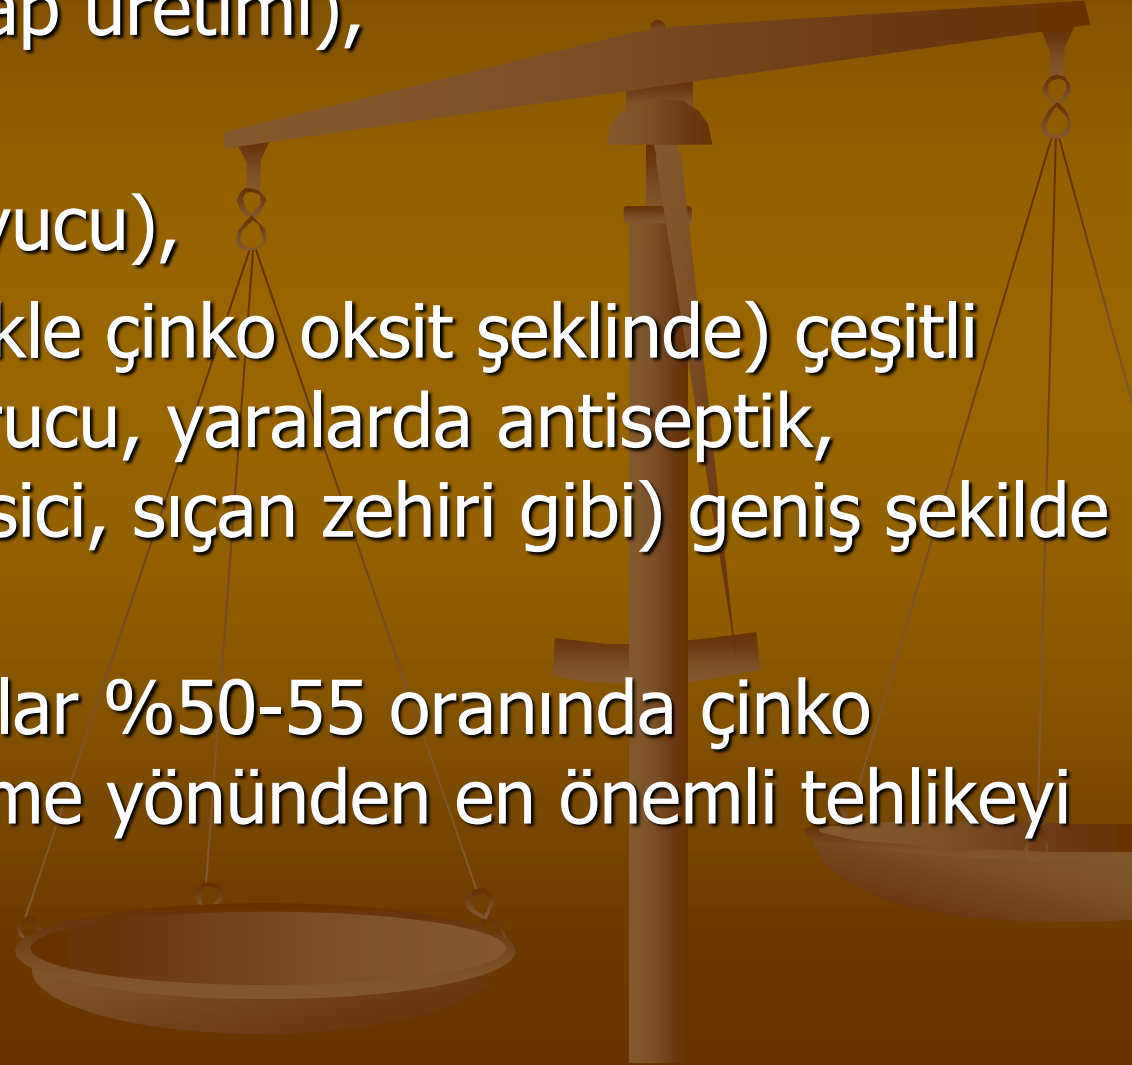 ap üretimi),
yucu),
kle çinko oksit şeklinde) çeşitli
rucu, yaralarda antiseptik,
sici, sıçan zehiri gibi) geniş şekilde
lar %50-55 oranında çinko
me yönünden en önemli tehlikeyi